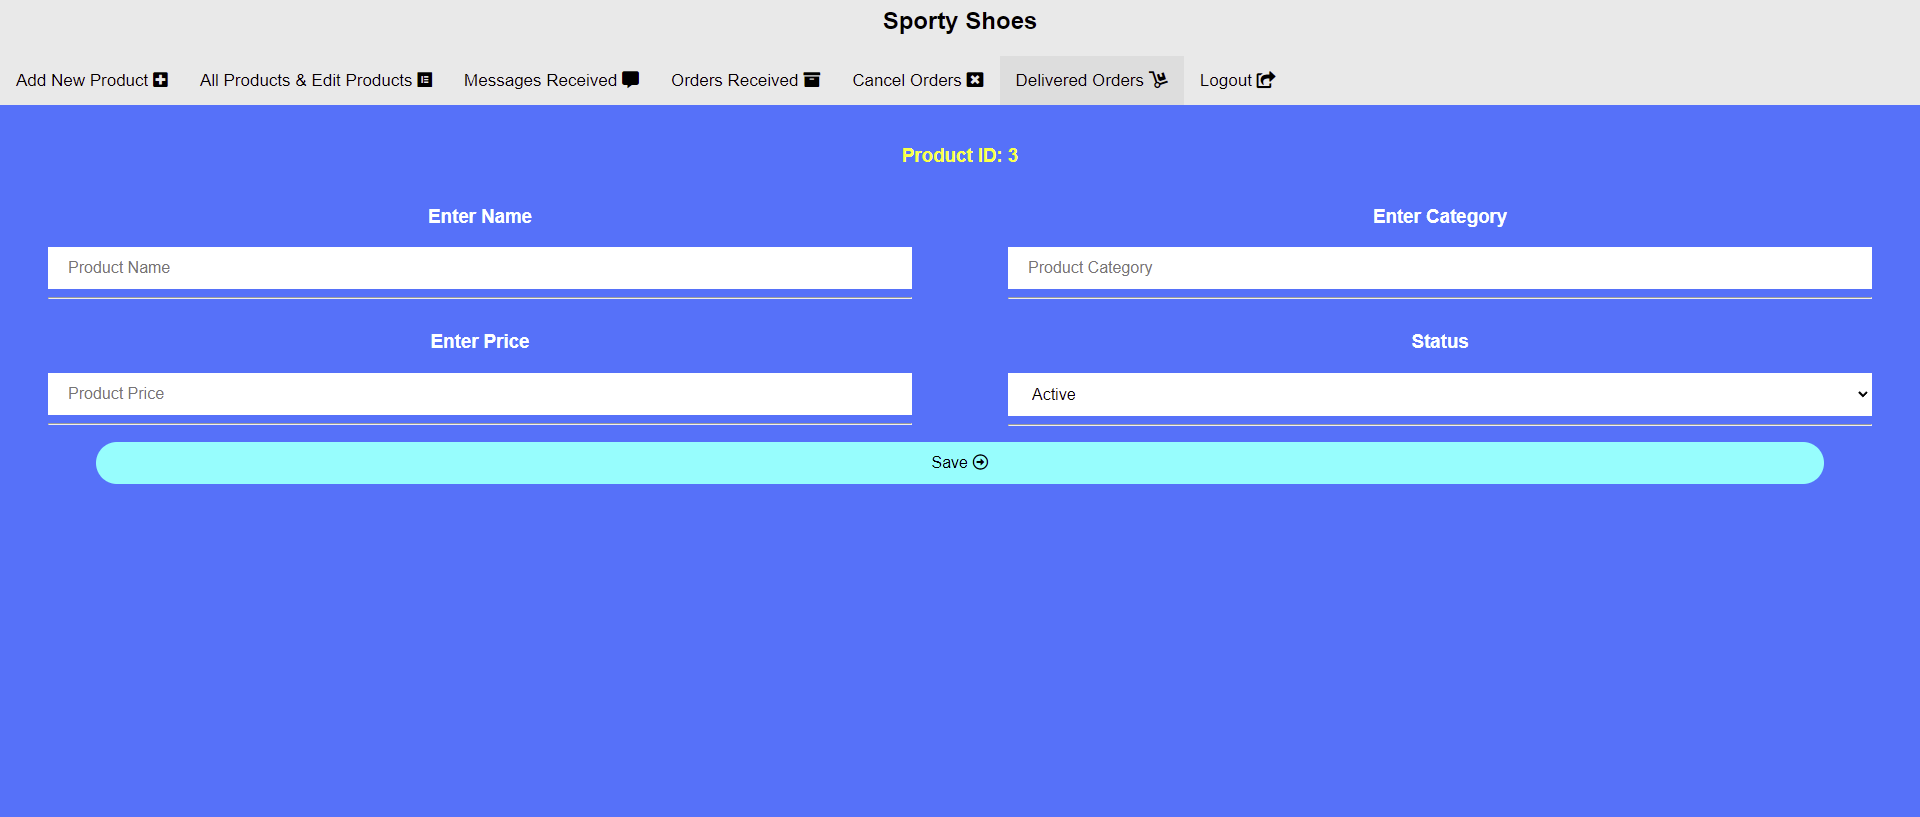 Sporty Shoes
Add New Product All Products & Edit Products Messages Received Orders Received Cancel Orders Delivered Orders Logout
Product ID: 3
Enter Name
Enter Category
Product Name
Product Category
Enter Price
Status
Product Price
Active
Save